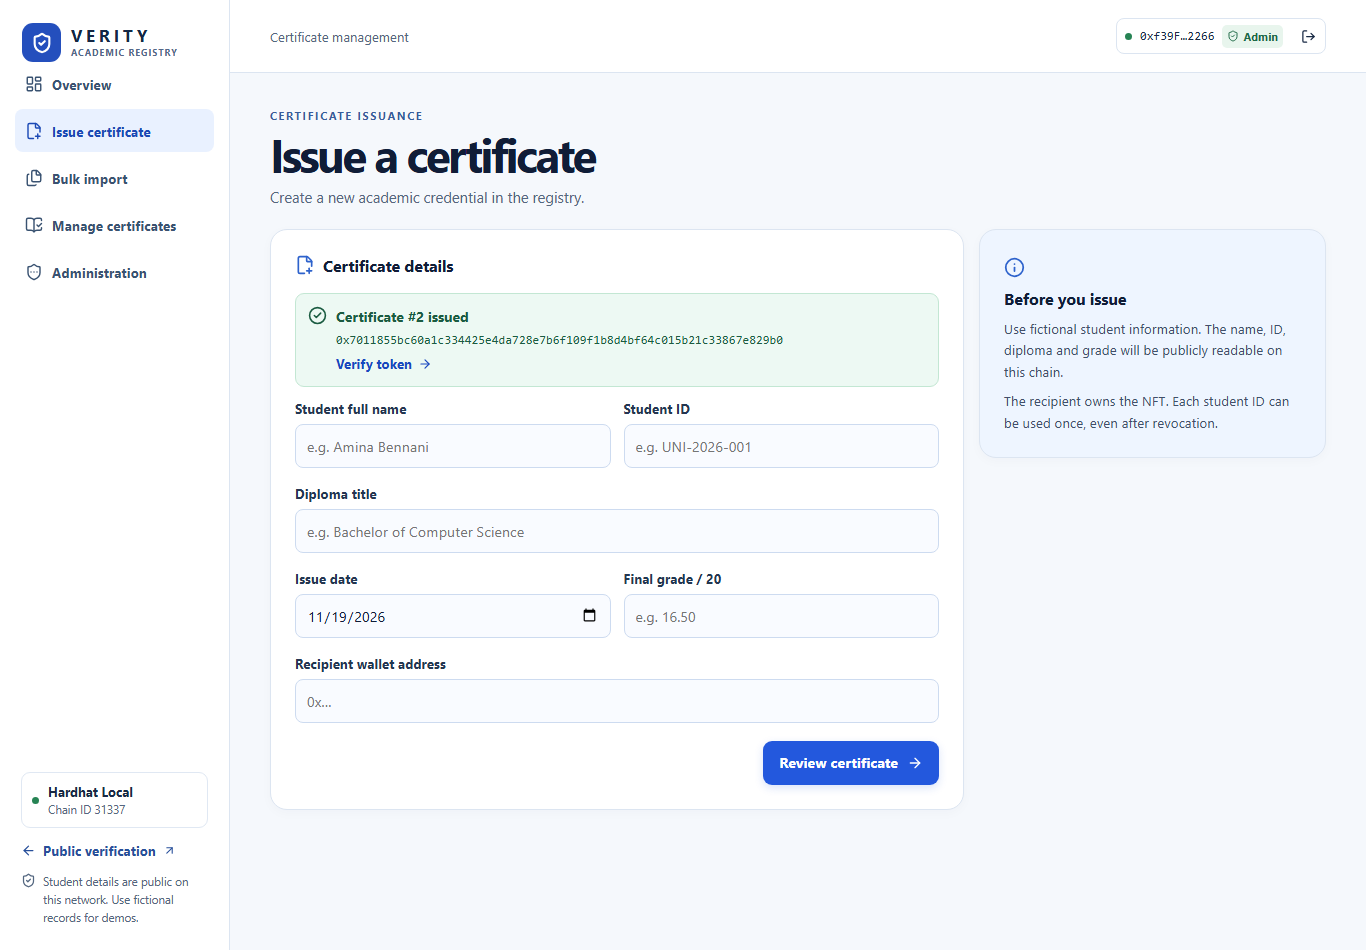 VERITY
ACADEMIC REGISTRY
Overview
Issue certificate
Bulk import
Manage certificates
Administration
Hardhat Local
Chain ID 31337
Public verification
Student details are public on
this network. Use fictional
records for demos.
Certificate management
0xf39F…2266
Admin
CERTIFICATE ISSUANCE
Issue a certificate
Create a new academic credential in the registry.
Certificate details
Certificate #2 issued
0x7011855bc60a1c334425e4da728e7b6f109f1b8d4bf64c015b21c33867e829b0
Verify token
Student full name
Student ID
e.g. Amina Bennani
e.g. UNI-2026-001
Diploma title
e.g. Bachelor of Computer Science
Issue date
Final grade / 20
11/19/2026
e.g. 16.50
Recipient wallet address
0x...
Review certificate
Before you issue
Use fictional student information. The name, ID,
diploma and grade will be publicly readable on
this chain.
The recipient owns the NFT. Each student ID can
be used once, even after revocation.